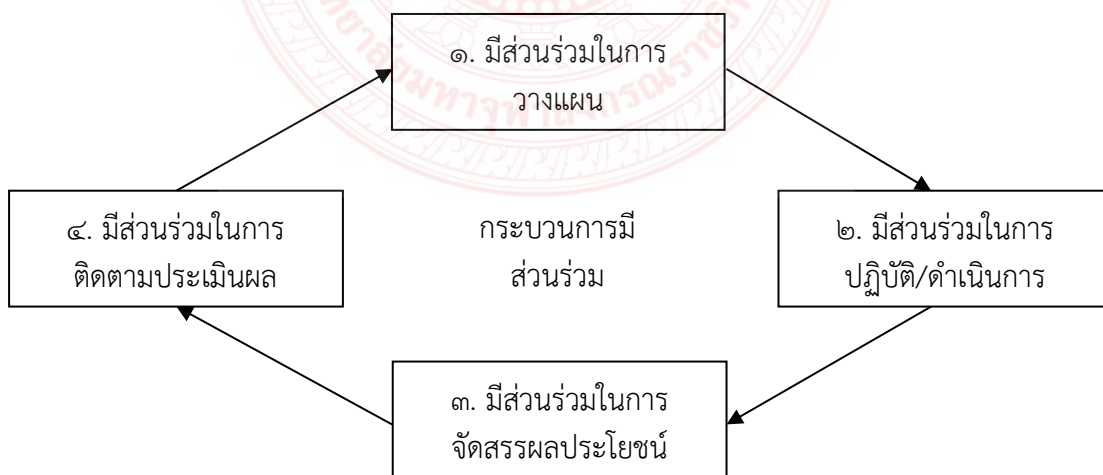 ๑. มีส่วนร่วมในการ
วางแผน
๔. มีส่วนร่วมในการ
ติดตามประเมินผล
กระบวนการมี
ส่วนร่วม
๒. มีส่วนร่วมในการ
ปฏิบัติ/ดำเนินการ
๓. มีส่วนร่วมในการ
จัดสรรผลประโยชน์